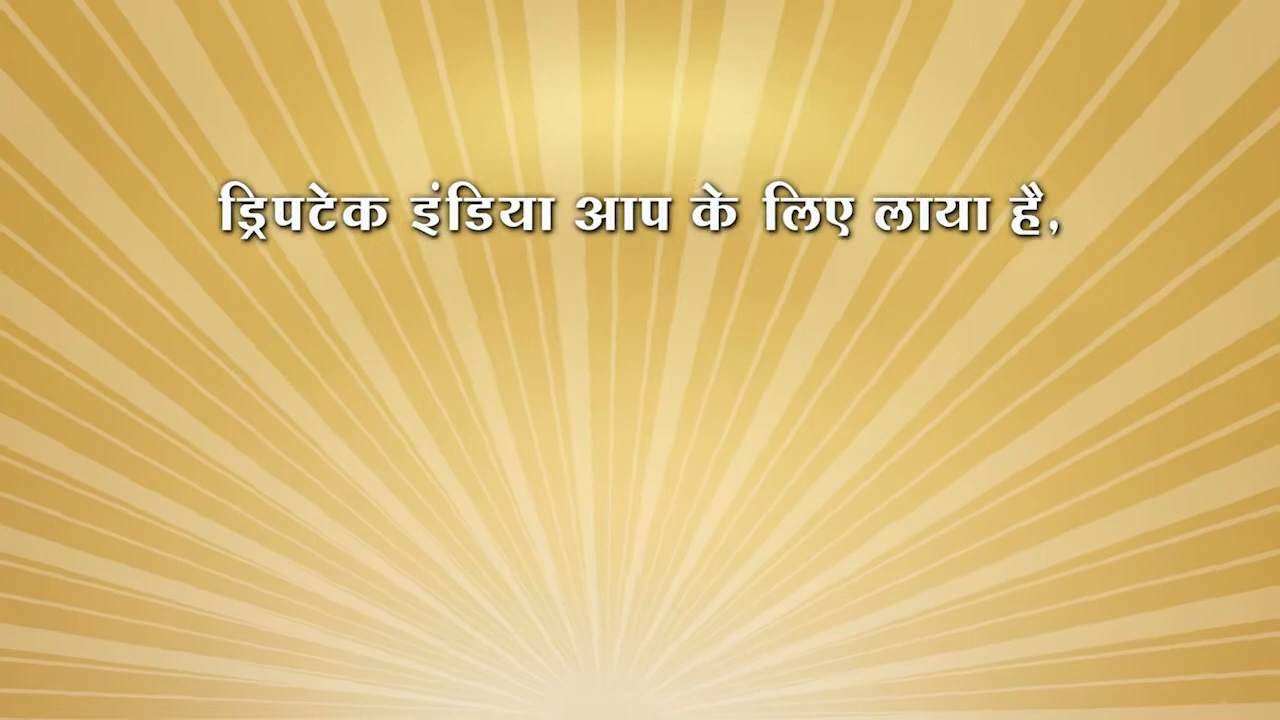 ड्रिपटेक इंडिया आप के लिए लाया है,